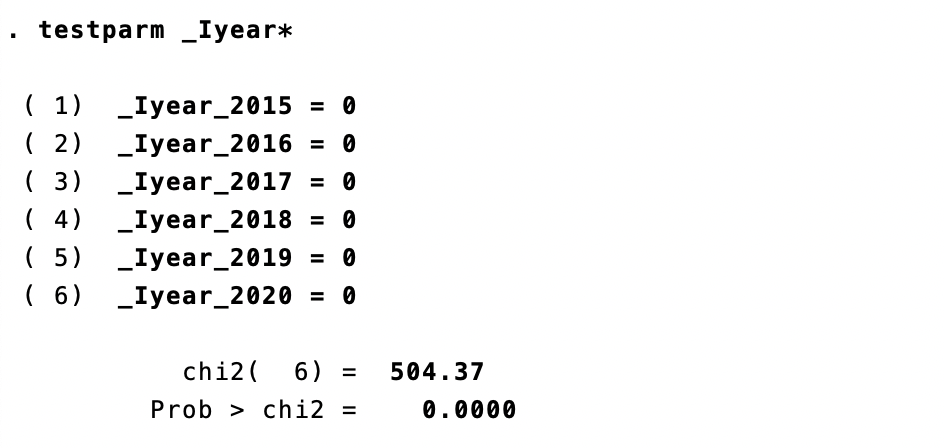 . testparm _Iyear*
( 1) _Iyear_2015 = 0
( 2) _Iyear_2016 = 0
( 3) _Iyear_2017 = 0
( 4) _Iyear_2018 = 0
( 5) _Iyear_2019 = 0
( 6) _Iyear_2020 = 0
chi2( 6) = 504.37
Prob > chi2 = 0.0000